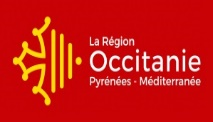 La Région
Occitanie
Pyrénées - Méditerranée